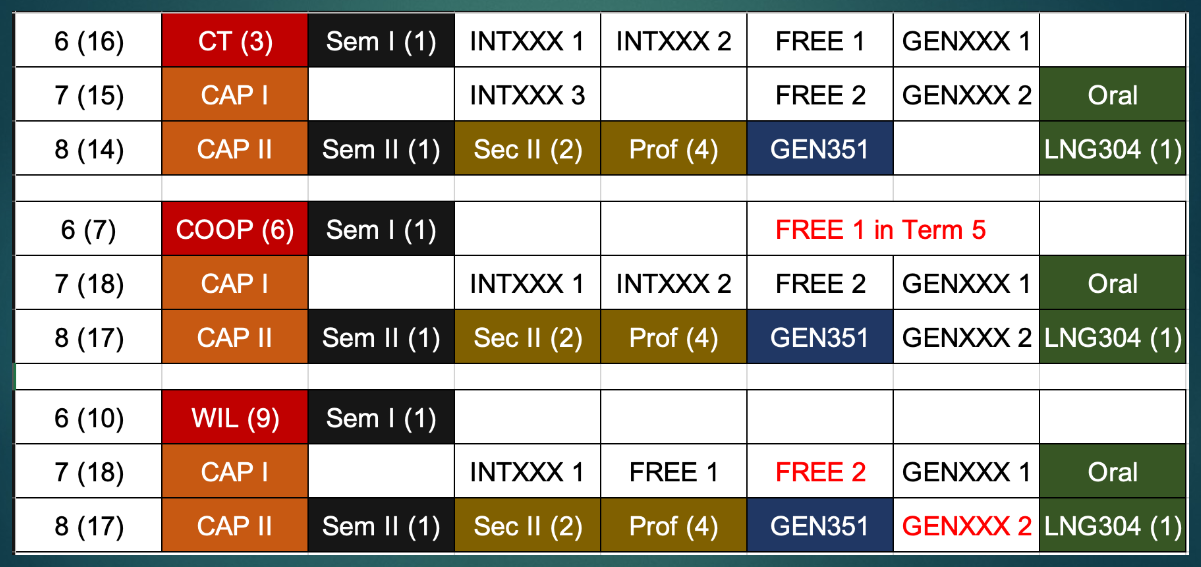 6 (16) CT (3) Sem I (1) INTXXX 1 INTXXX 2 FREE 1 GENXXX 1
7 (15) CAP I INTXXX 3 FREE 2 GENXXX 2 Oral
8 (14) CAP II Sem II (1) Sec II (2) Prof (4) GEN351 LNG304 (1)
6 (7) COOP (6) Sem I (1) FREE 1 in Term 5
7 (18) CAP I INTXXX 1 INTXXX 2 FREE 2 GENXXX 1 Oral
8 (17) CAP II Sem II (1) Sec II (2) Prof (4) GEN351 GENXXX 2 LNG304 (1)
6 (10) WIL (9) Sem I (1)
7 (18) CAP I INTXXX 1 FREE 1 FREE 2 GENXXX 1 Oral
8 (17) CAP II Sem II (1) Sec II (2) Prof (4) GEN351 GENXXX 2 LNG304 (1)